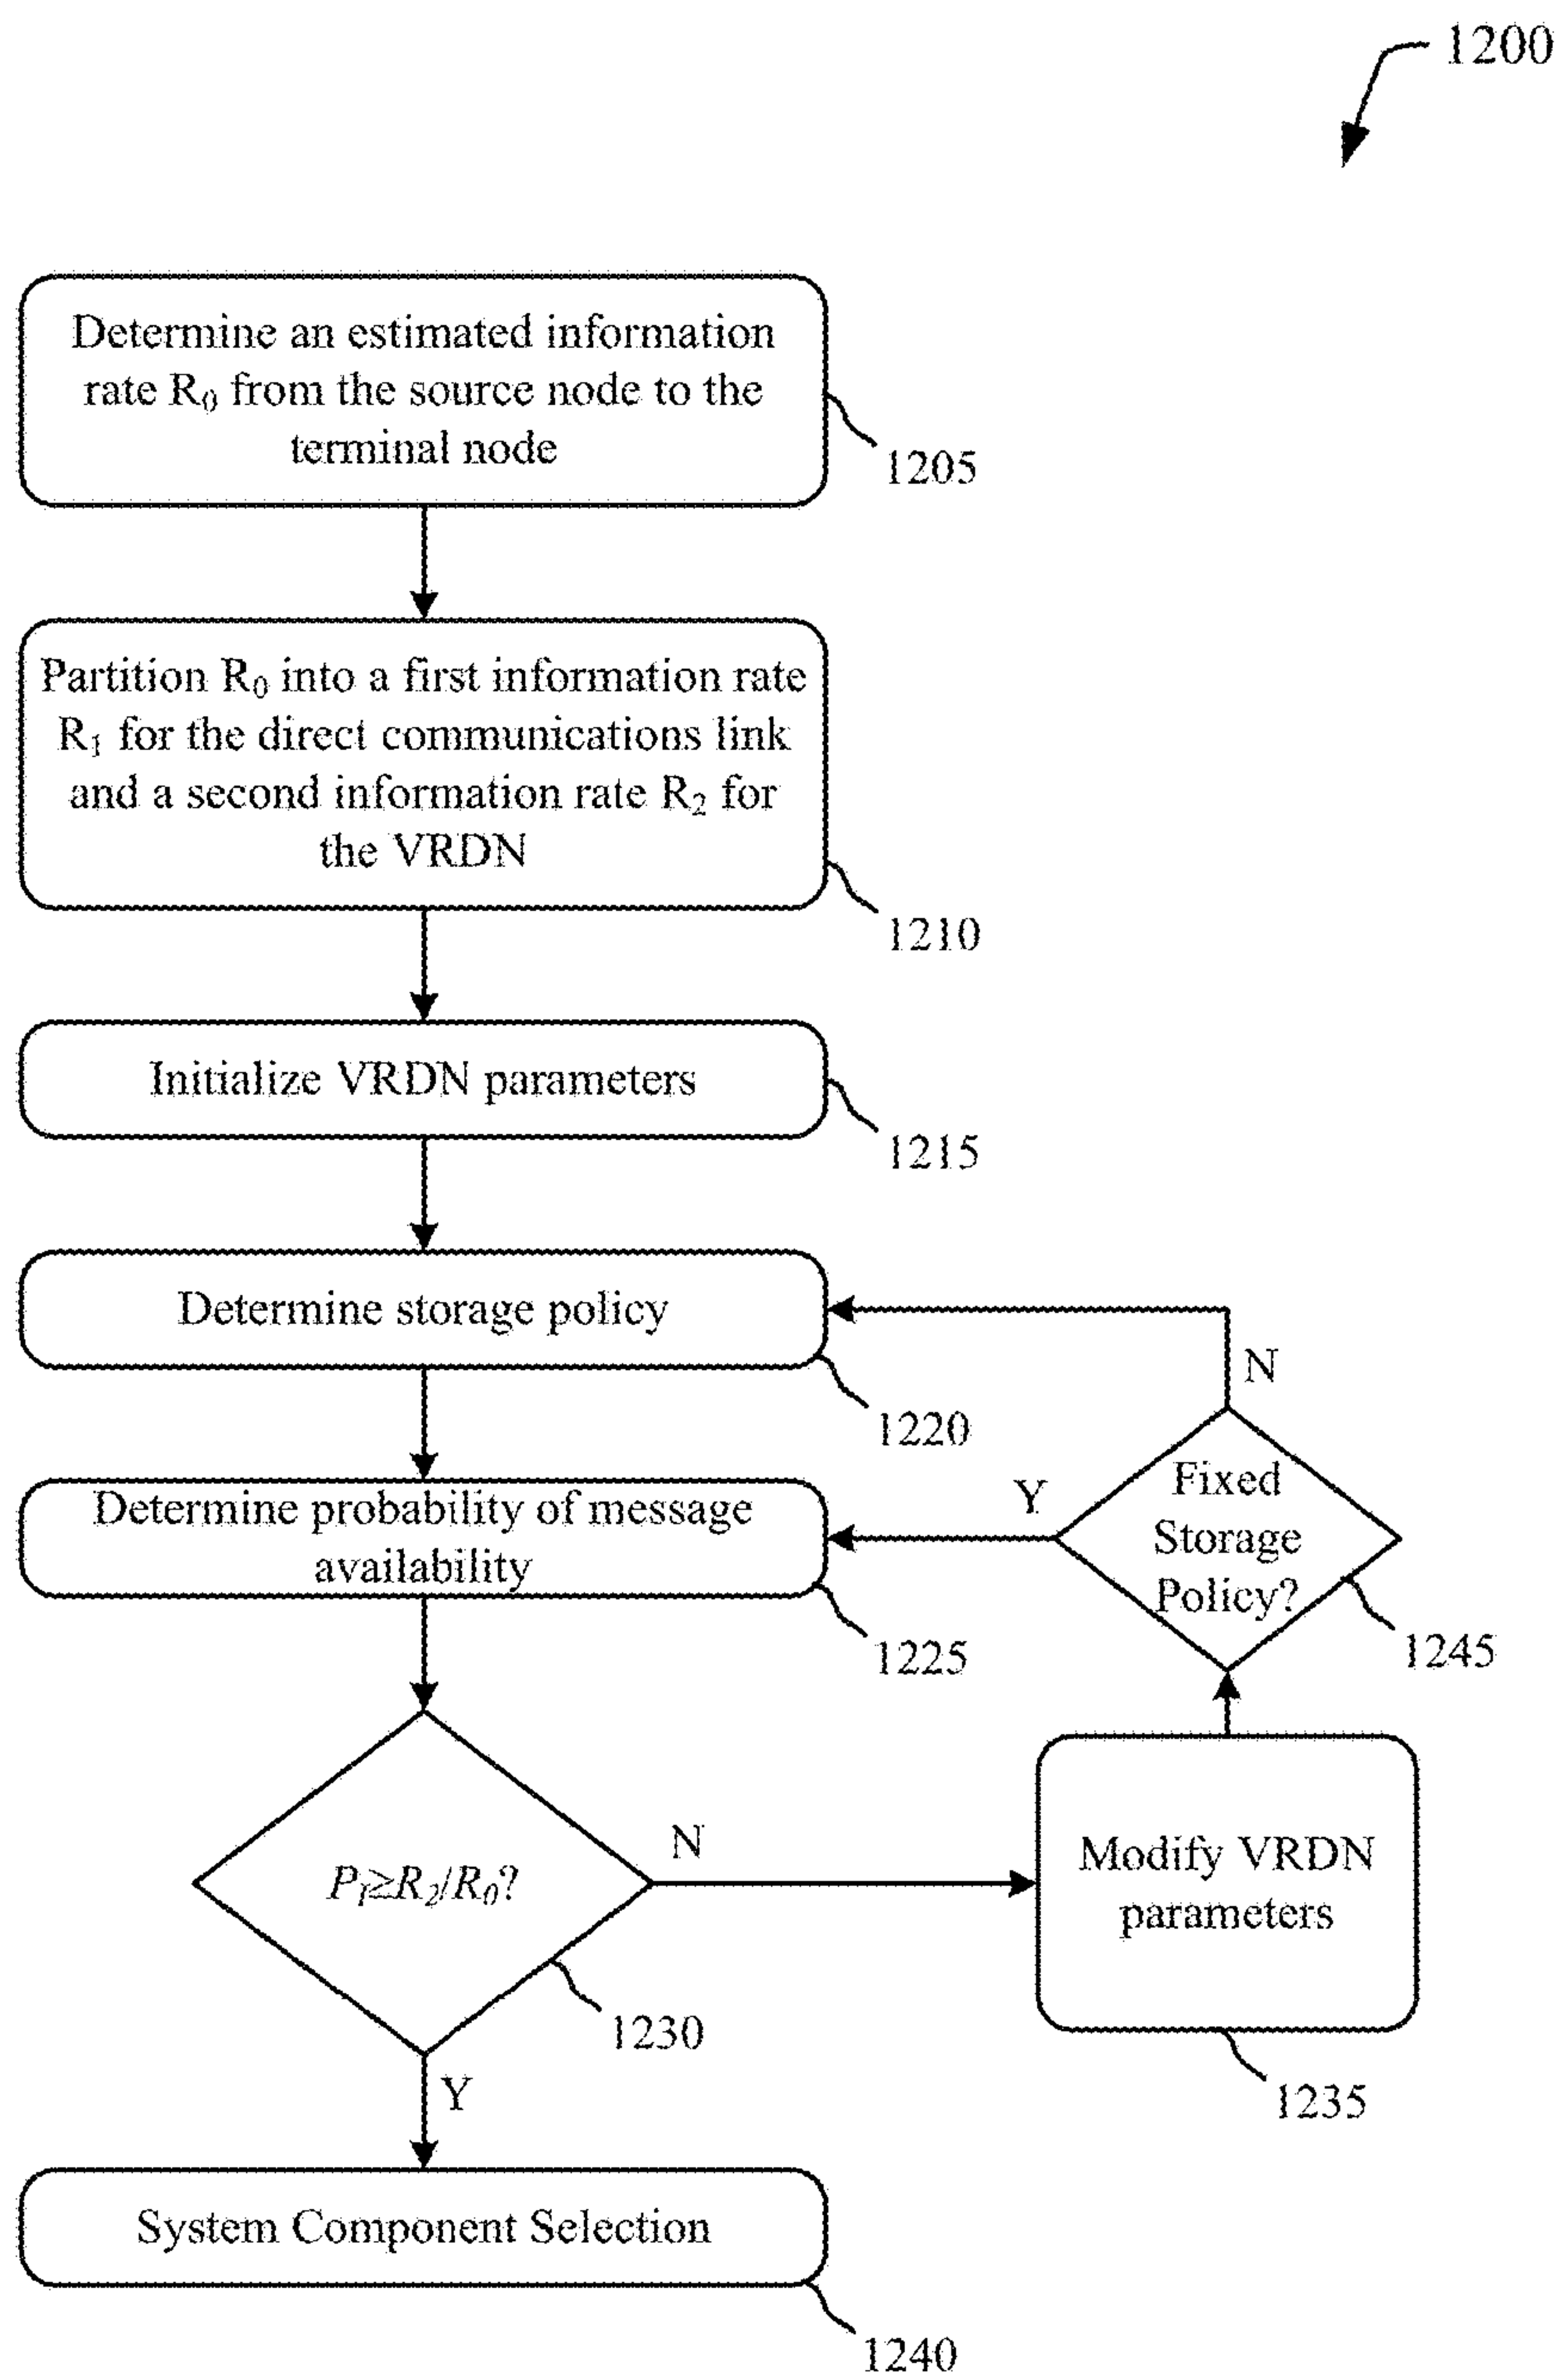 1200
Determine an estimated information
rate R₀ from the source node to the
terminal node
1205
Partition R₀ into a first information rate
R₁ for the direct communications link
and a second information rate R₂ for
the VRDN
1210
Initialize VRDN parameters
1215
Determine storage policy
1220
N
Determine probability of message
availability
1225
Y
Fixed
Storage
Policy?
1245
P_I≥R₂/R₀?
1230
N
Modify VRDN
parameters
1235
Y
System Component Selection
1240